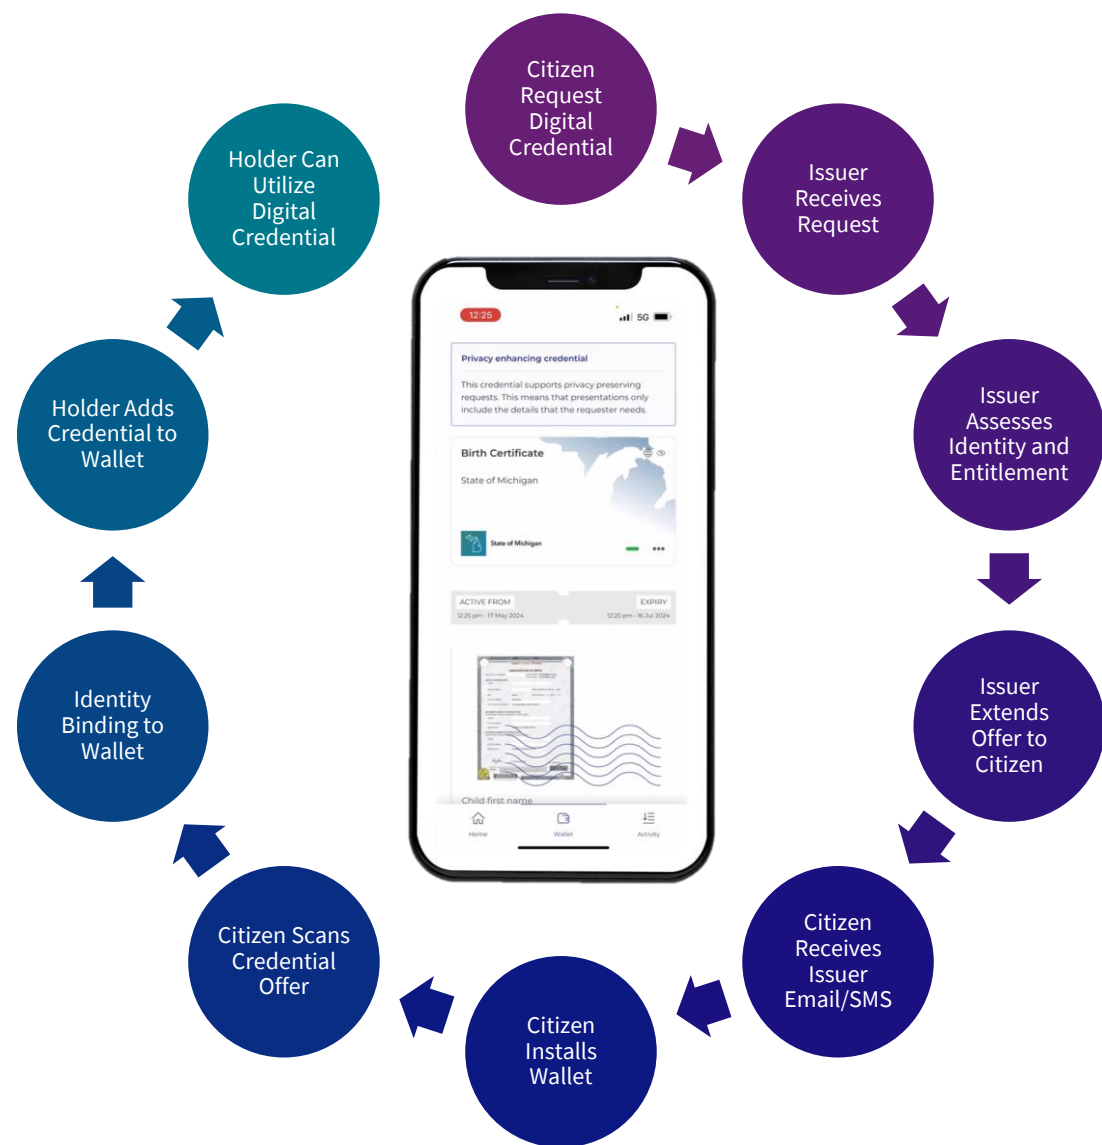 Citizen
Request
Digital
Credential
Issuer
Receives
Request
Issuer
Assesses
Identity and
Entitlement
Issuer
Extends
Offer to
Citizen
Citizen
Receives
Issuer
Email/SMS
Citizen
Installs
Wallet
Citizen Scans
Credential
Offer
Identity
Binding to
Wallet
Holder Adds
Credential to
Wallet
Holder Can
Utilize
Digital
Credential
12:25
5G
Privacy enhancing credential
This credential supports privacy preserving
requests. This means that presentations only
include the details that the requester needs.
Birth Certificate
State of Michigan
State of Michigan
ACTIVE FROM
12:25 pm - 17 May 2024
EXPIRY
12:25 pm - 16 Jul 2024
Child first name
Home
Wallet
Activity